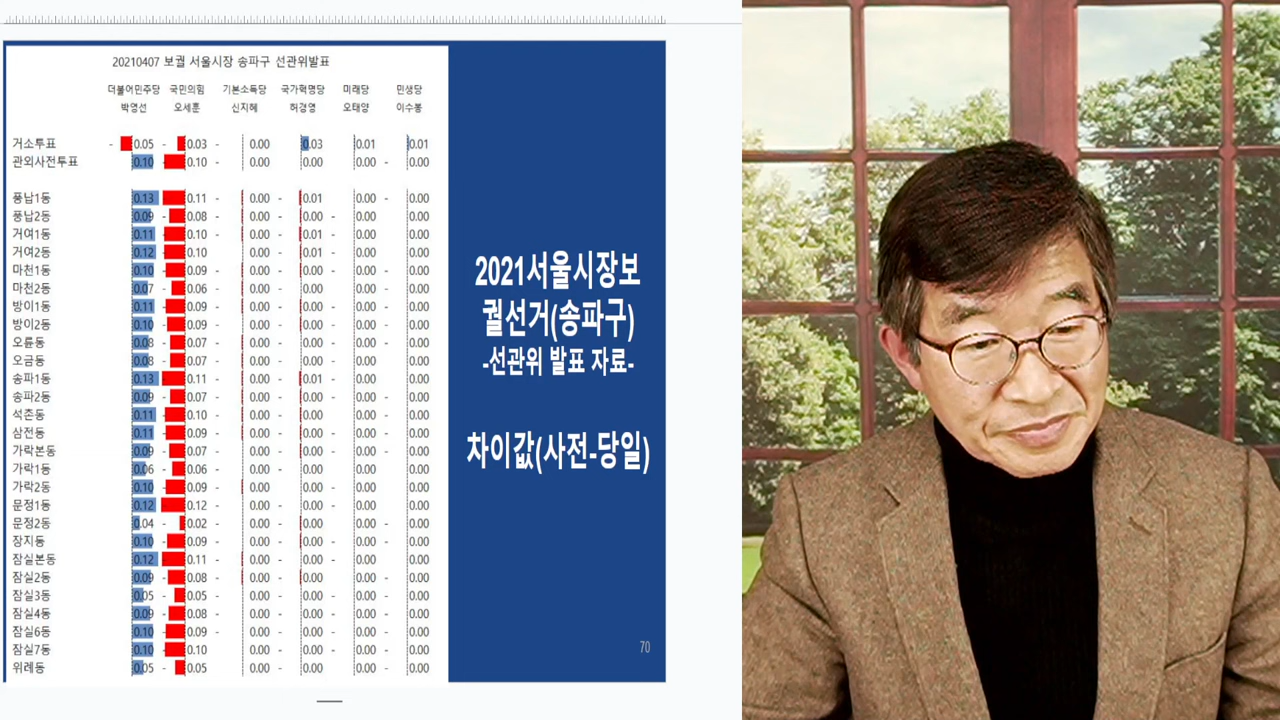 20210407 보궐 서울시장 송파구 선관위발표
더불어민주당 국민의힘 기본소득당 국가혁명당 미래당 민생당
박영선 오세훈 신지혜 허경영 오태양 이수봉
거소투표 - 0.05 - 0.03 - 0.00 0.03 0.01 0.01
관외사전투표 0.10 - 0.10 - 0.00 0.00 0.00 - 0.00
풍납1동 0.13 - 0.11 - 0.00 - 0.01 0.00 - 0.00
풍납2동 0.09 - 0.08 - 0.00 - 0.00 - 0.00 0.00
거여1동 0.11 - 0.10 - 0.00 - 0.01 0.00 0.00
거여2동 0.12 - 0.10 - 0.00 - 0.01 - 0.00 0.00
마천1동 0.10 - 0.09 - 0.00 - 0.00 - 0.00 - 0.00
마천2동 0.07 - 0.06 - 0.00 - 0.00 0.00 - 0.00
방이1동 0.11 - 0.09 - 0.00 - 0.00 - 0.00 - 0.00
방이2동 0.10 - 0.09 - 0.00 - 0.00 - 0.00 0.00
오륜동 0.08 - 0.07 - 0.00 - 0.00 0.00 - 0.00
오금동 0.08 - 0.07 - 0.00 - 0.00 - 0.00 0.00
송파1동 0.13 - 0.11 - 0.00 - 0.01 0.00 - 0.00
송파2동 0.09 - 0.07 - 0.00 - 0.00 - 0.00 0.00
석촌동 0.11 - 0.10 - 0.00 - 0.00 - 0.00 0.00
삼전동 0.11 - 0.09 - 0.00 - 0.00 - 0.00 0.00
가락본동 0.09 - 0.07 - 0.00 - 0.00 - 0.00 0.00
가락1동 0.06 - 0.06 - 0.00 - 0.00 0.00 0.00
가락2동 0.10 - 0.09 - 0.00 - 0.00 - 0.00 0.00
문정1동 0.12 - 0.12 - 0.00 - 0.00 - 0.00 0.00
문정2동 0.04 - 0.02 - 0.00 - 0.00 - 0.00 - 0.00
장지동 0.10 - 0.09 - 0.00 - 0.00 - 0.00 - 0.00
잠실본동 0.12 - 0.11 - 0.00 - 0.00 - 0.00 0.00
잠실2동 0.09 - 0.08 - 0.00 - 0.00 0.00 - 0.00
잠실3동 0.05 - 0.05 - 0.00 - 0.00 0.00 - 0.00
잠실4동 0.09 - 0.08 - 0.00 - 0.00 - 0.00 - 0.00
잠실6동 0.10 - 0.09 - 0.00 - 0.00 - 0.00 - 0.00
잠실7동 0.10 - 0.10 - 0.00 - 0.00 - 0.00 - 0.00
위례동 0.05 - 0.05 0.00 - 0.00 - 0.00 - 0.00
2021서울시장보
궐선거(송파구)
-선관위 발표 자료-
차이값(사전-당일)
70